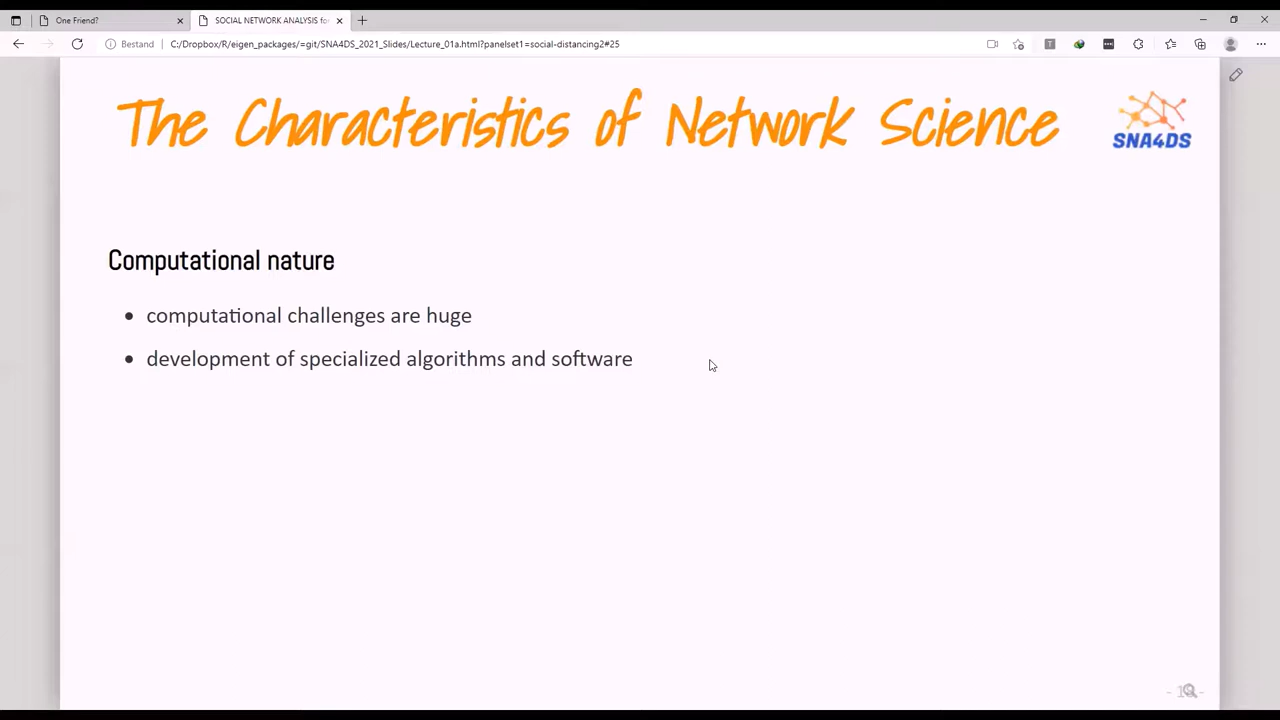 One Friend?
SOCIAL NETWORK ANALYSIS for
Bestand
C:/Dropbox/R/eigen_packages/=git/SNA4DS_2021_Slides/Lecture_01a.html?panelset1=social-distancing2#25
The Characteristics of Network Science
SNA4DS
Computational nature
• computational challenges are huge
• development of specialized algorithms and software